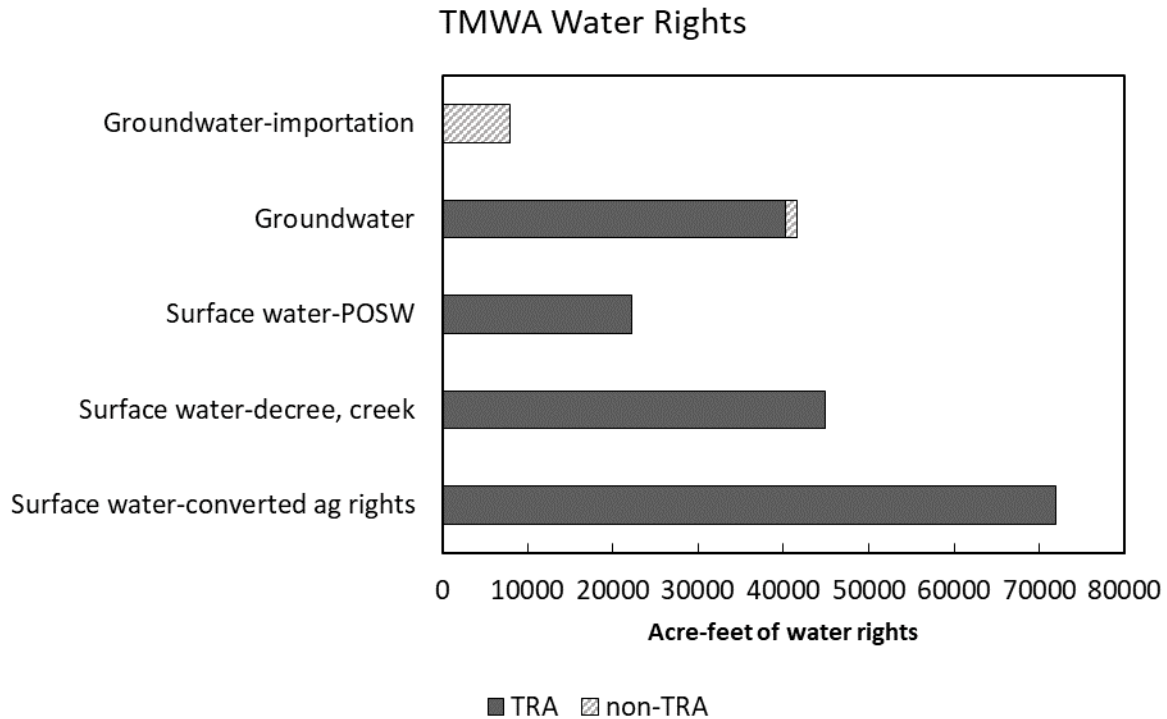 TMWA Water Rights
Groundwater-importation
Groundwater
Surface water-POSW
Surface water-decree, creek
Surface water-converted ag rights
0 10000 20000 30000 40000 50000 60000 70000 80000
Acre-feet of water rights
TRA non-TRA